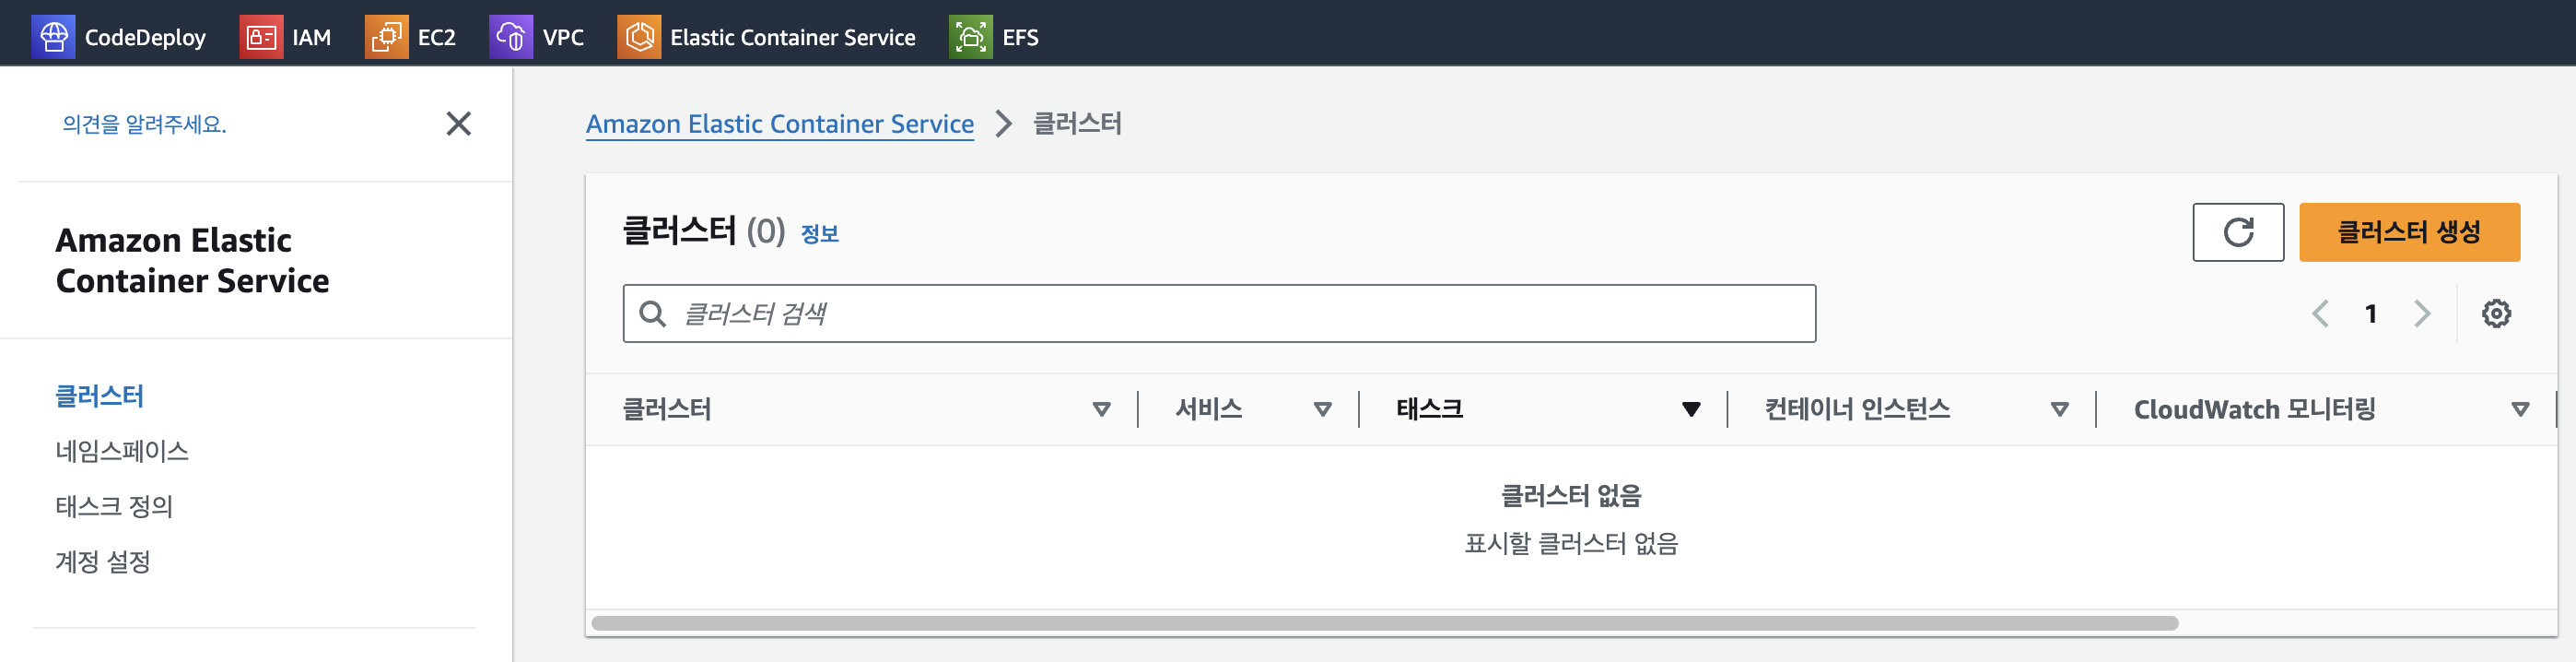 CodeDeploy IAM EC2 VPC Elastic Container Service EFS
의견을 알려주세요.
Amazon Elastic
Container Service
클러스터
네임스페이스
태스크 정의
계정 설정
Amazon Elastic Container Service > 클러스터
클러스터 (0) 정보
클러스터 생성
클러스터 검색
1
클러스터 서비스 태스크 컨테이너 인스턴스 CloudWatch 모니터링
클러스터 없음
표시할 클러스터 없음